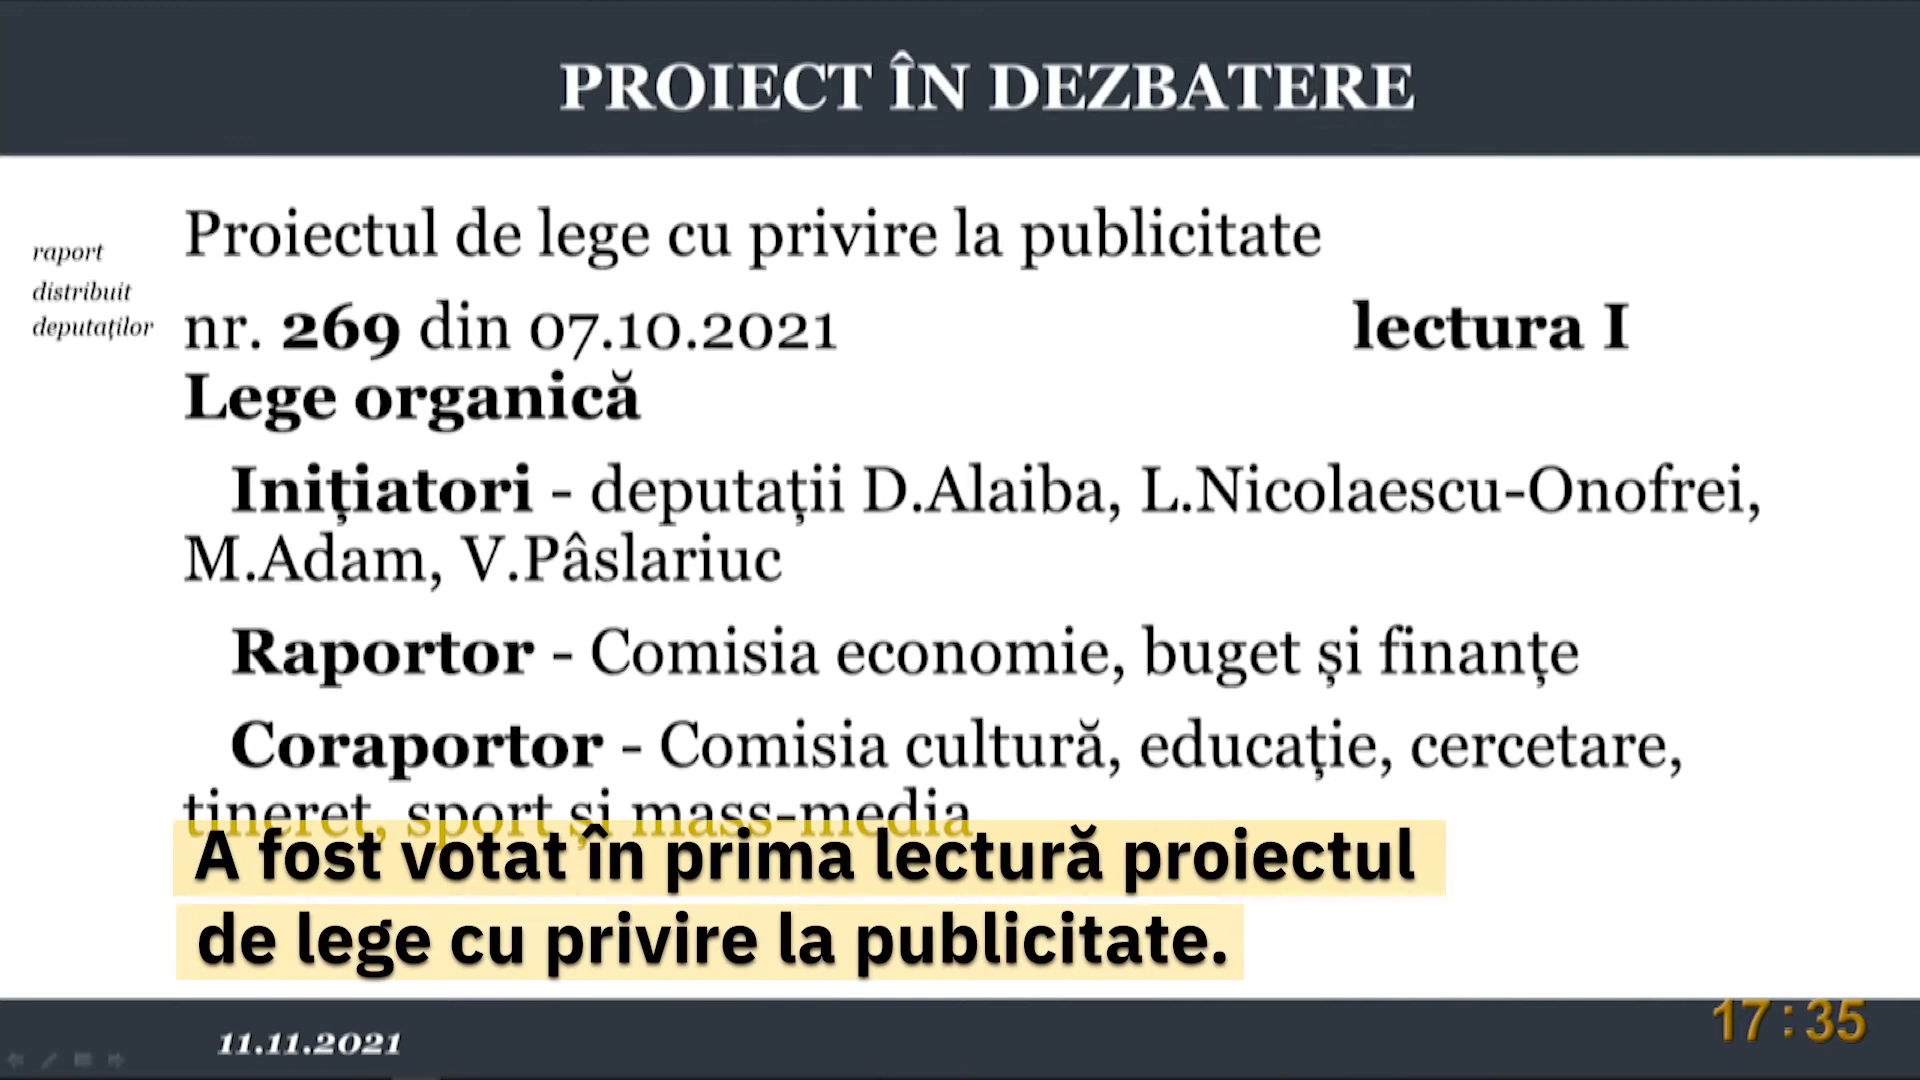 PROIECT ÎN DEZBATERE
raport
distribuit
deputaților
Proiectul de lege cu privire la publicitate
nr. 269 din 07.10.2021 lectura I
Lege organică
Inițiatori - deputații D.Alaiba, L.Nicolaescu-Onofrei,
M.Adam, V.Pâslariuc
Raportor - Comisia economie, buget și finanțe
Coraportor - Comisia cultură, educație, cercetare,
tineret, sport și mass-media
A fost votat în prima lectură proiectul
de lege cu privire la publicitate.
11.11.2021
17:35